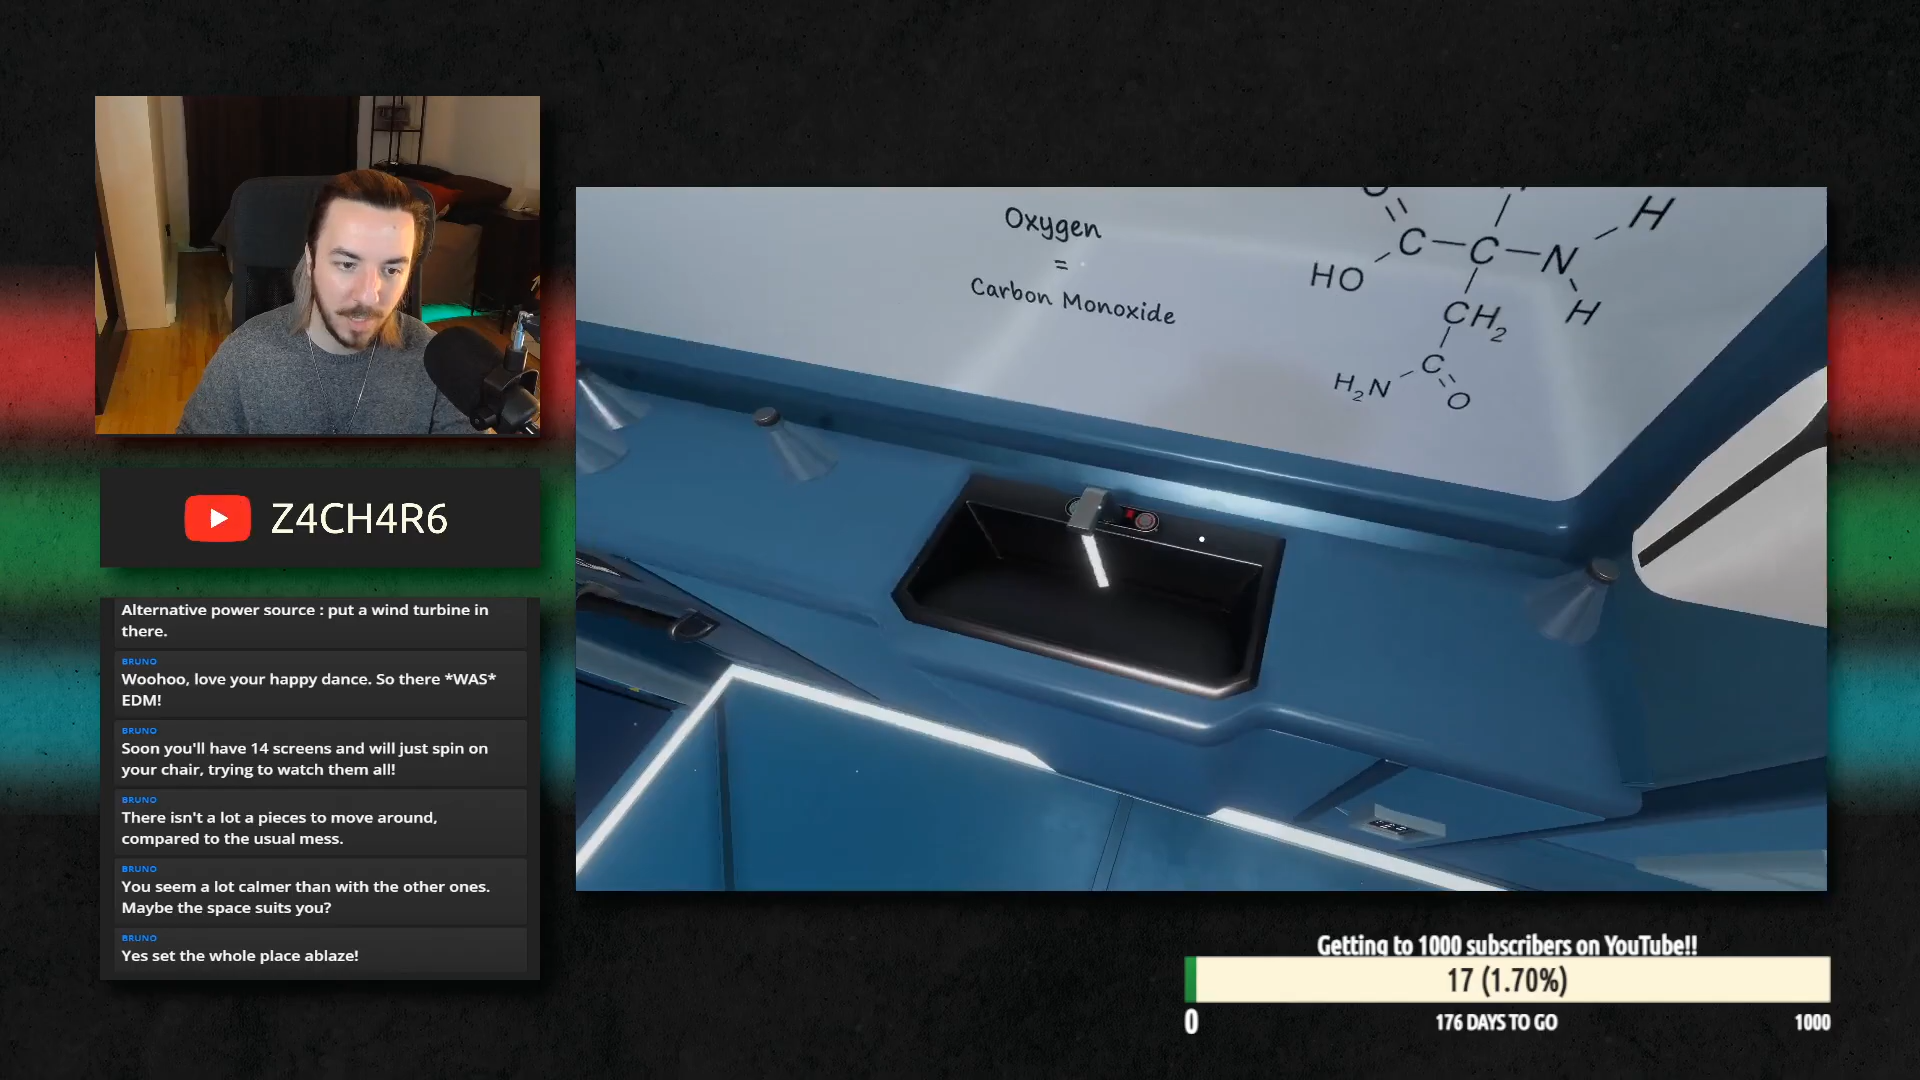 Z4CH4R6
Alternative power source : put a wind turbine in
there.
BRUNO
Woohoo, love your happy dance. So there *WAS*
EDM!
BRUNO
Soon you'll have 14 screens and will just spin on
your chair, trying to watch them all!
BRUNO
There isn't a lot a pieces to move around,
compared to the usual mess.
BRUNO
You seem a lot calmer than with the other ones.
Maybe the space suits you?
BRUNO
Yes set the whole place ablaze!
Oxygen
=
Carbon Monoxide
H
C C N
HO
H
CH2
C
H2N
O
Getting to 1000 subscribers on YouTube!!
17 (1.70%)
0 176 DAYS TO GO 1000